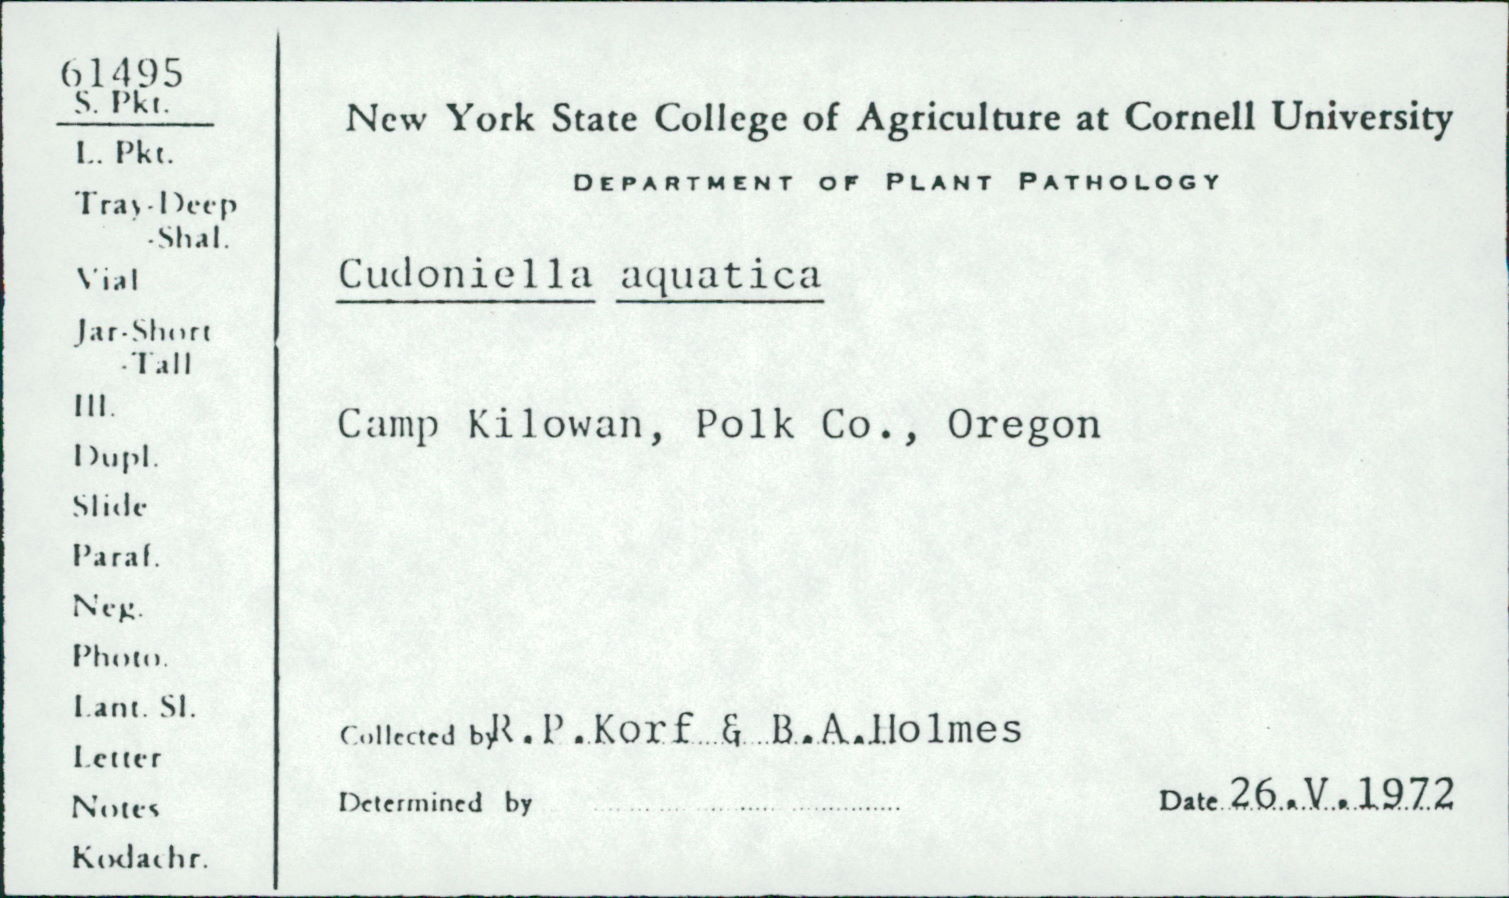 61495
S. Pkt.
L. Pkt.
Tray-Deep
-Shal.
Vial
Jar-Short
-Tall
Ill.
Dupl.
Slide
Paraf.
Neg.
Photo.
Lant. Sl.
Letter
Notes
Kodachr.
New York State College of Agriculture at Cornell University
DEPARTMENT OF PLANT PATHOLOGY
Cudoniella aquatica
Camp Kilowan, Polk Co., Oregon
Collected by R.P.Korf & B.A.Holmes
Determined by
Date 26.V.1972